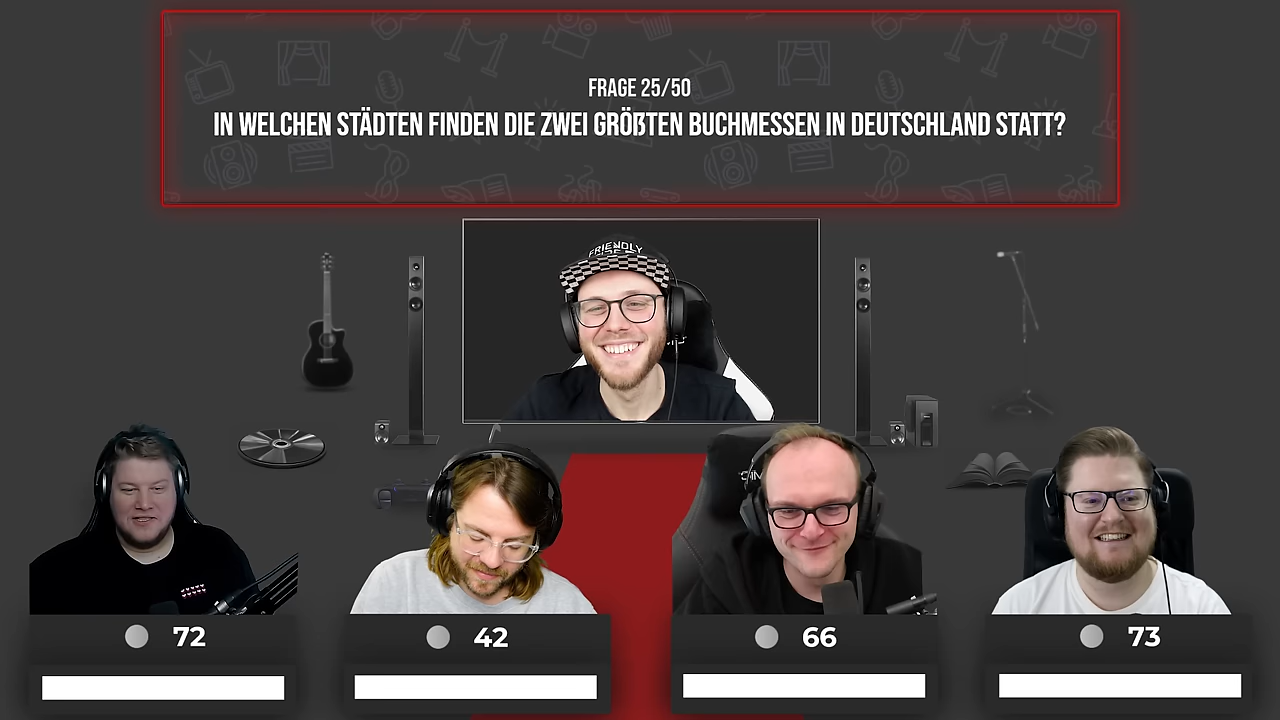 FRAGE 25/50
IN WELCHEN STÄDTEN FINDEN DIE ZWEI GRÖßTEN BUCHMESSEN IN DEUTSCHLAND STATT?
FRIENDLY
72
42
66
73